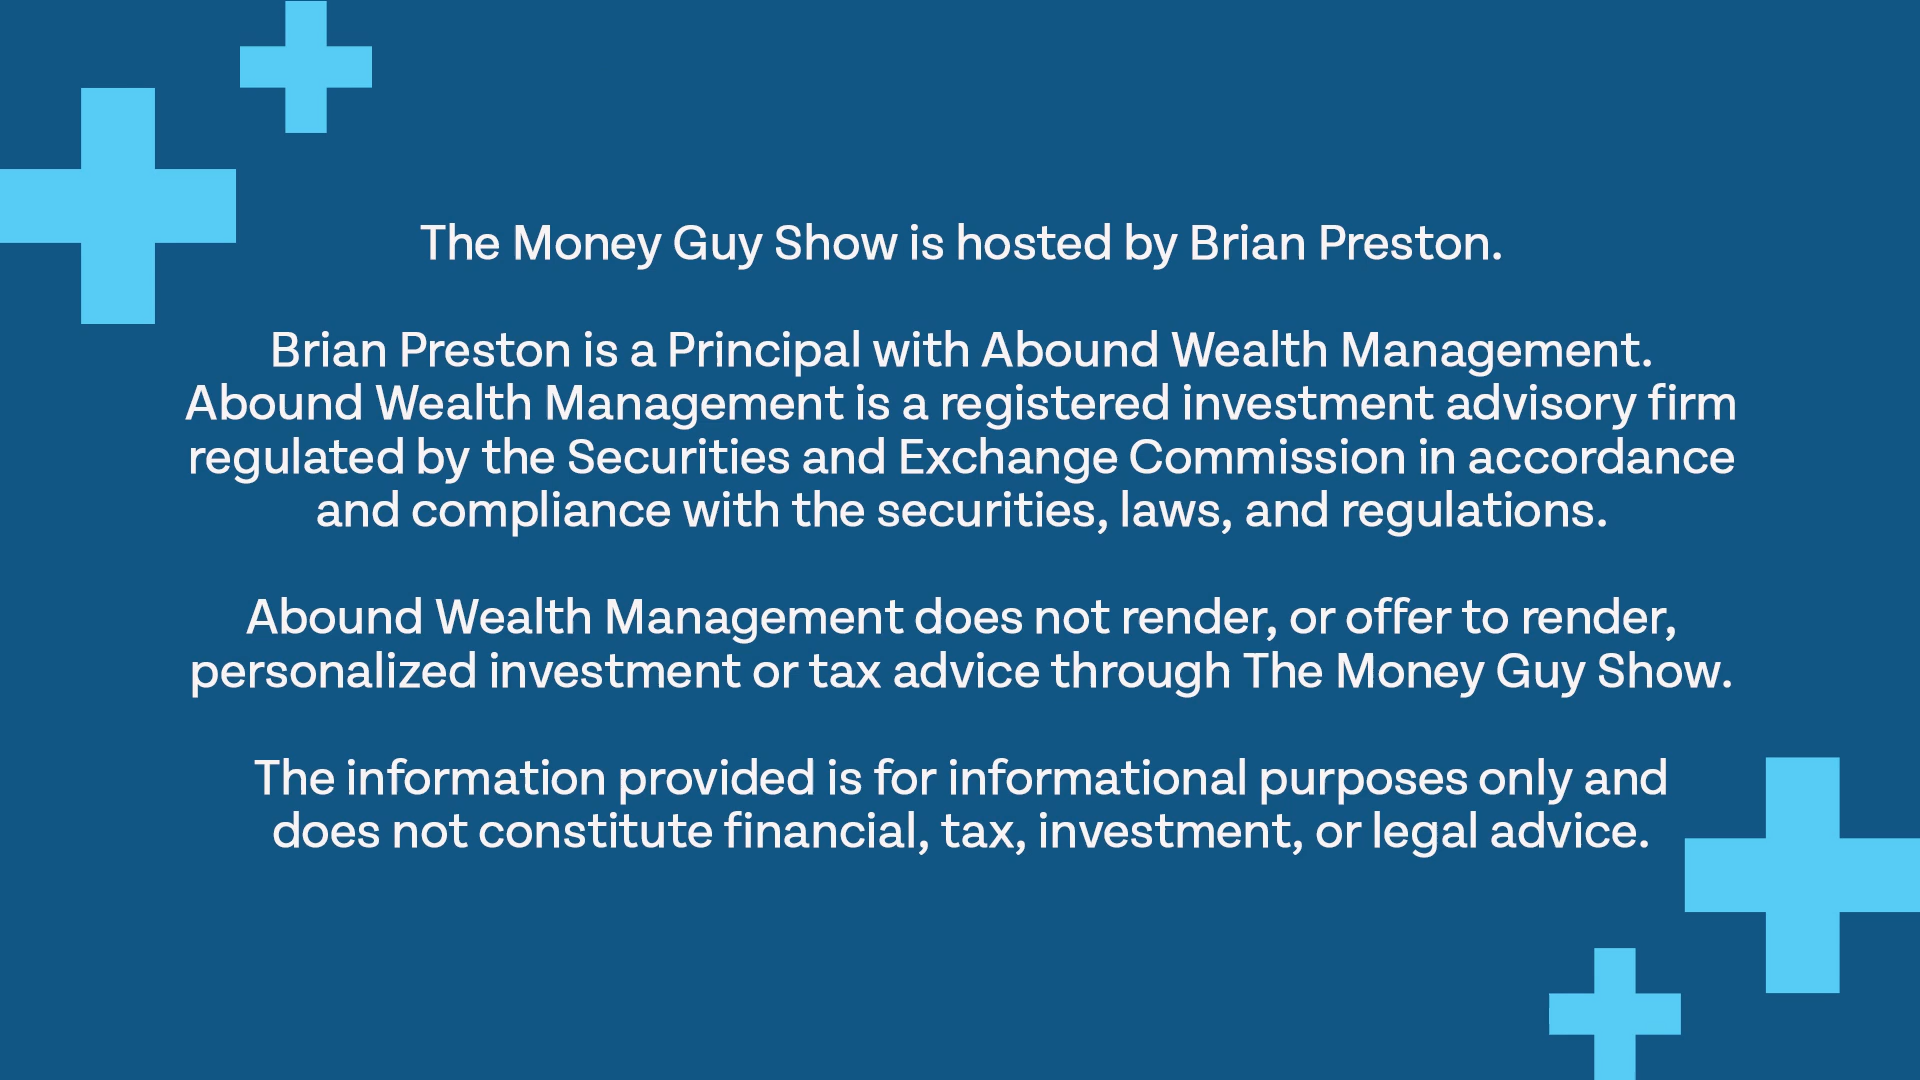 The Money Guy Show is hosted by Brian Preston.
Brian Preston is a Principal with Abound Wealth Management.
Abound Wealth Management is a registered investment advisory firm
regulated by the Securities and Exchange Commission in accordance
and compliance with the securities, laws, and regulations.
Abound Wealth Management does not render, or offer to render,
personalized investment or tax advice through The Money Guy Show.
The information provided is for informational purposes only and
does not constitute financial, tax, investment, or legal advice.